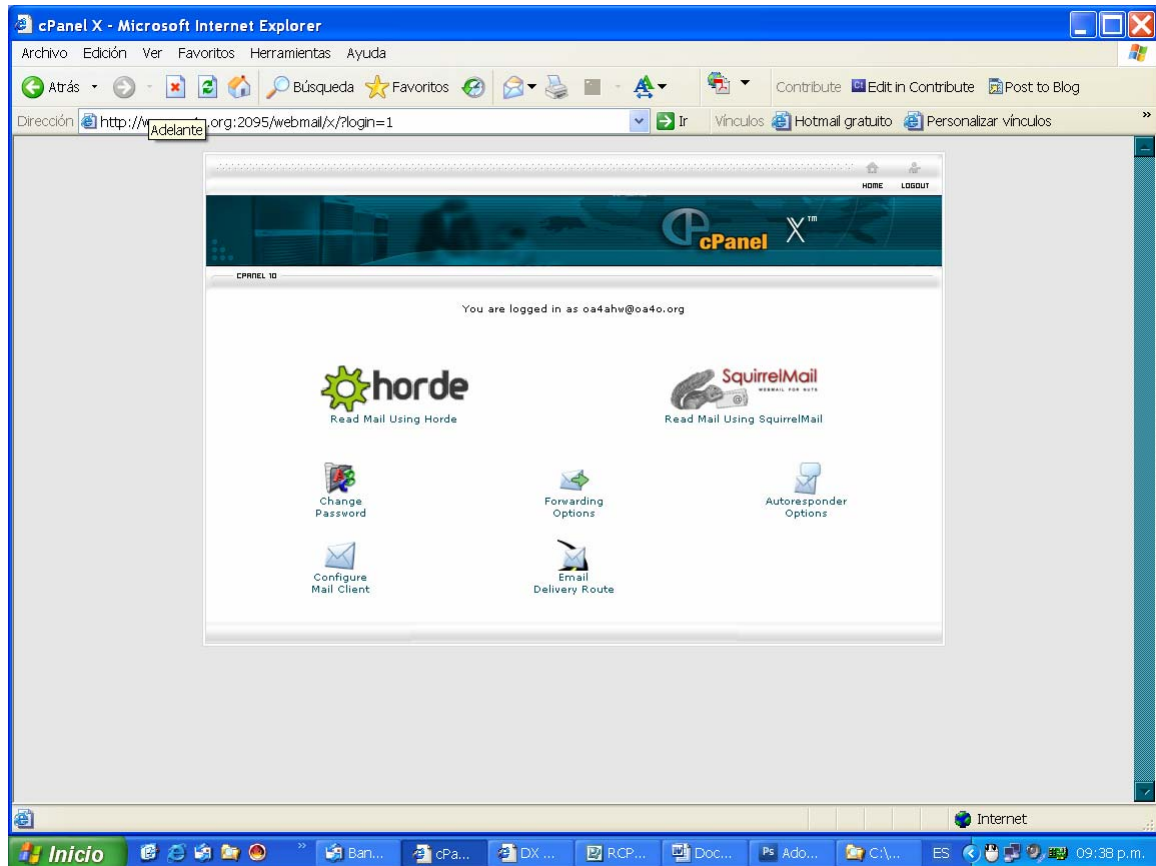 cPanel X - Microsoft Internet Explorer
Archivo Edición Ver Favoritos Herramientas Ayuda
Atrás Búsqueda Favoritos Contribute Edit in Contribute Post to Blog
Dirección http://w .org:2095/webmail/x/?login=1 Ir Vínculos Hotmail gratuito Personalizar vínculos »
Adelante
HOME LOGOUT
cPanel X™
CPANEL 10
You are logged in as oa4ahw@oa4o.org
horde
SquirrelMail
WEBMAIL FOR NUTS
Read Mail Using Horde
Read Mail Using SquirrelMail
Change Password
Forwarding Options
Autoresponder Options
Configure Mail Client
Email Delivery Route
Internet
Inicio » Ban... cPa... DX ... RCP... Doc... Ps Ado... C:\... ES 09:38 p.m.